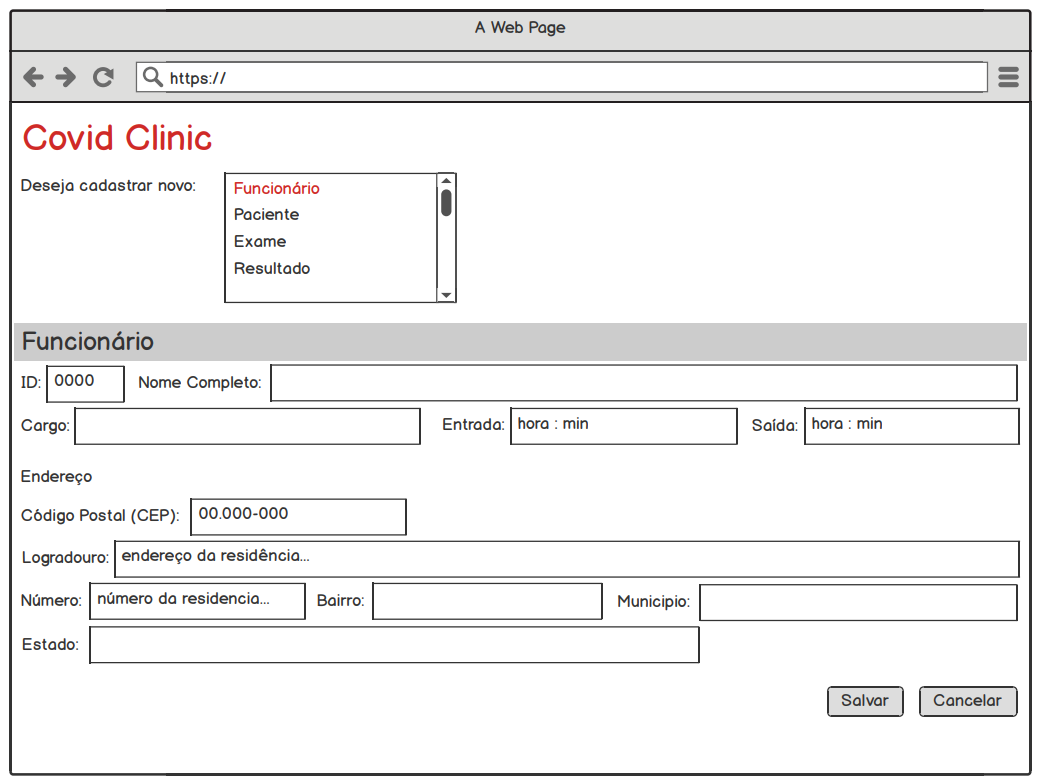 A Web Page
https://
Covid Clinic
Deseja cadastrar novo:
Funcionário
Paciente
Exame
Resultado
Funcionário
ID: 0000 Nome Completo:
Cargo: Entrada: hora : min Saída: hora : min
Endereço
Código Postal (CEP): 00.000-000
Logradouro: endereço da residência...
Número: número da residencia... Bairro: Municipio:
Estado:
Salvar Cancelar